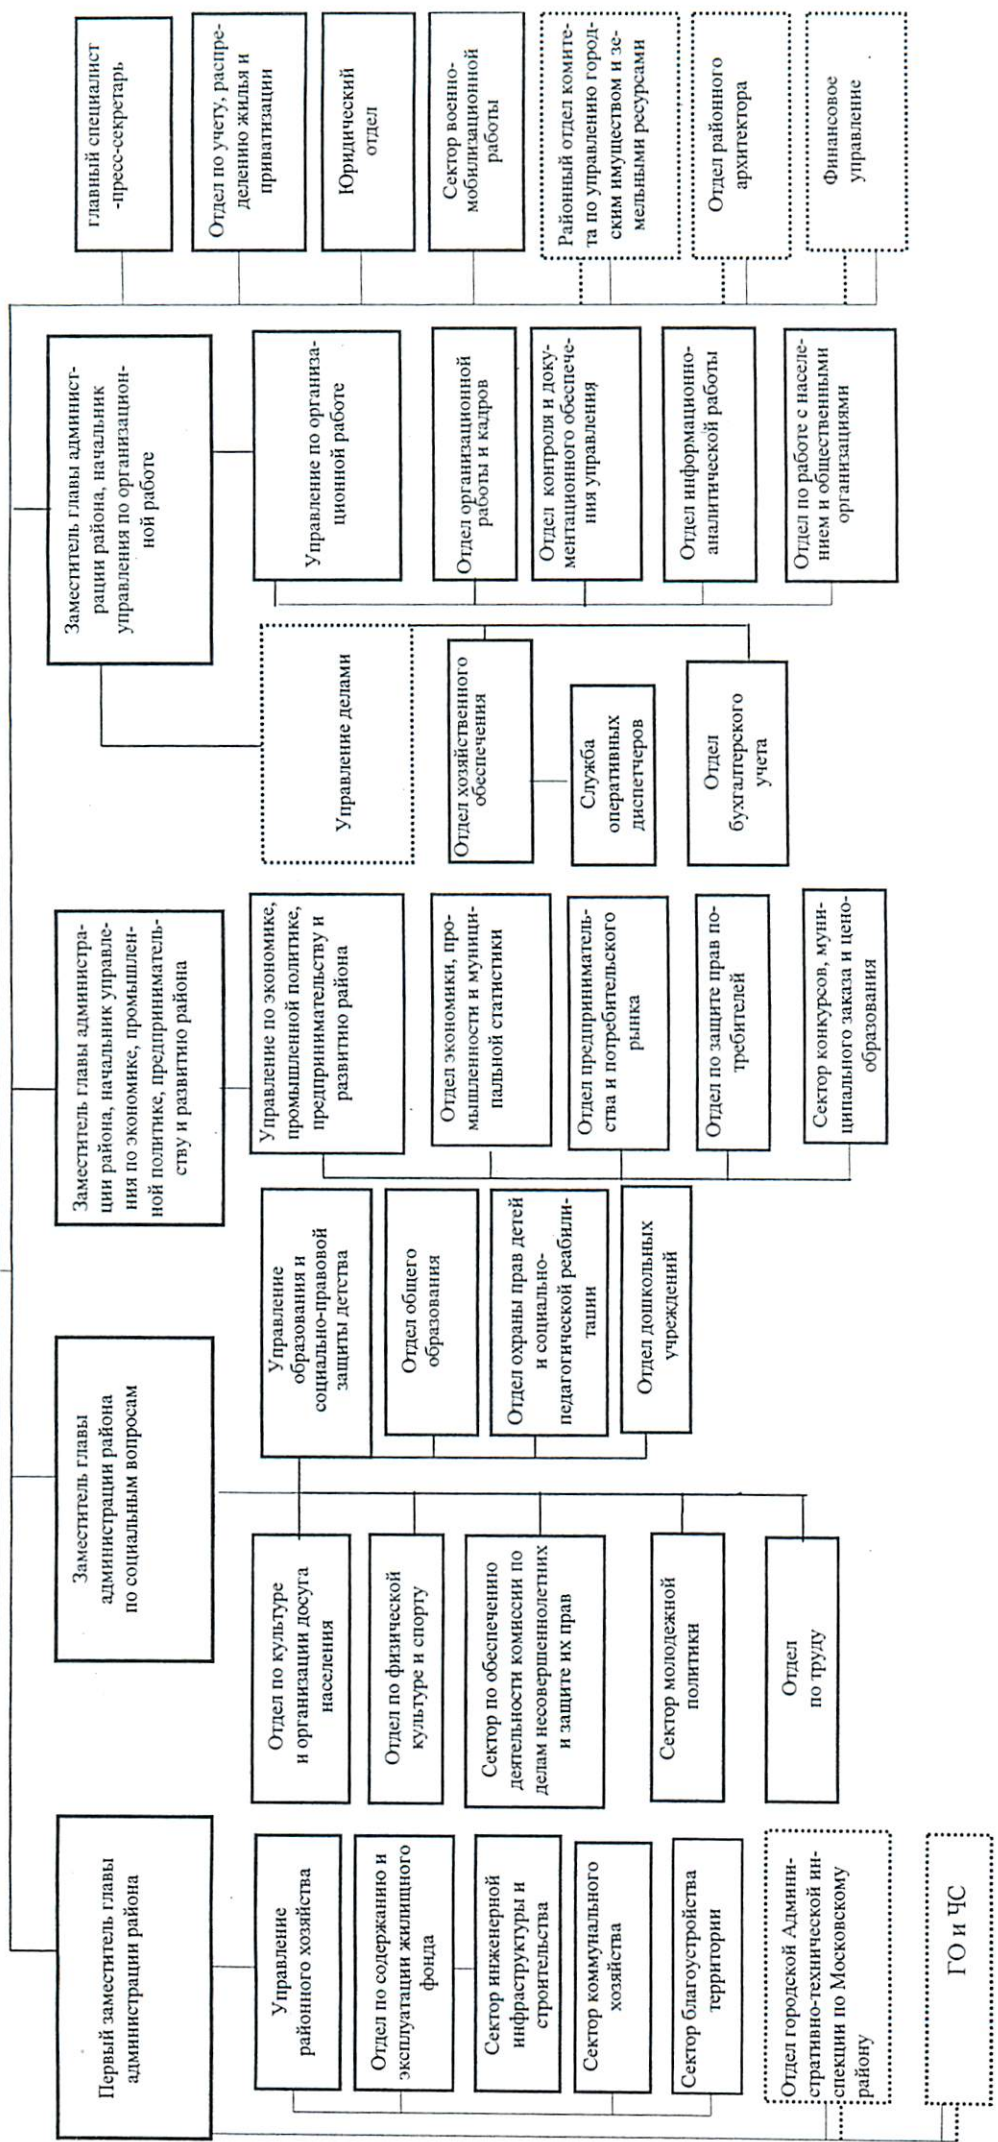 Первый заместитель главы
администрации района
Управление
районного хозяйства
Отдел по содержанию и
эксплуатации жилищного
фонда
Сектор инженерной
инфраструктуры и
строительства
Сектор коммунального
хозяйства
Сектор благоустройства
территории
Отдел городской Админи-
стративно-технической ин-
спекции по Московскому
району
ГО и ЧС
Заместитель главы
администрации района
по социальным вопросам
Отдел по культуре
и организации досуга
населения
Отдел по физической
культуре и спорту
Сектор по обеспечению
деятельности комиссии по
делам несовершеннолетних
и защите их прав
Сектор молодежной
политики
Отдел
по труду
Управление
образования и
социально-правовой
защиты детства
Отдел общего
образования
Отдел охраны прав детей
и социально-
педагогической реабили-
тации
Отдел дошкольных
учреждений
Заместитель главы администра-
ции района, начальник управле-
ния по экономике, промышлен-
ной политике, предприниматель-
ству и развитию района
Управление по экономике,
промышленной политике,
предпринимательству и
развитию района
Отдел экономики, про-
мышленности и муници-
пальной статистики
Отдел предприниматель-
ства и потребительского
рынка
Отдел по защите прав по-
требителей
Сектор конкурсов, муни-
ципального заказа и цено-
образования
Заместитель главы админист-
рации района, начальник
управления по организацион-
ной работе
Управление делами
Отдел хозяйственного
обеспечения
Служба
оперативных
диспетчеров
Отдел
бухгалтерского
учета
Управление по организа-
ционной работе
Отдел организационной
работы и кадров
Отдел контроля и доку-
ментационного обеспече-
ния управления
Отдел информационно-
аналитической работы
Отдел по работе с населе-
нием и общественными
организациями
главный специалист
-пресс-секретарь
Отдел по учету, распре-
делению жилья и
приватизации
Юридический
отдел
Сектор военно-
мобилизационной
работы
Районный отдел комите-
та по управлению город-
ским имуществом и зе-
мельными ресурсами
Отдел районного
архитектора
Финансовое
управление